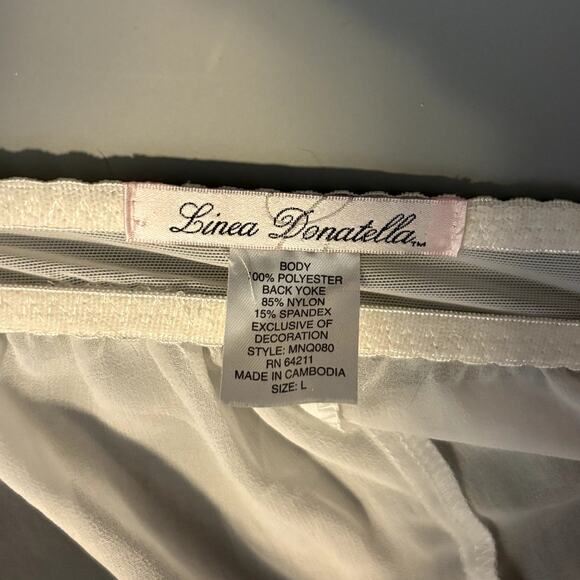 Linea Donatella™
BODY
100% POLYESTER
BACK YOKE
85% NYLON
15% SPANDEX
EXCLUSIVE OF
DECORATION
STYLE: MNQ080
RN 64211
MADE IN CAMBODIA
SIZE: L